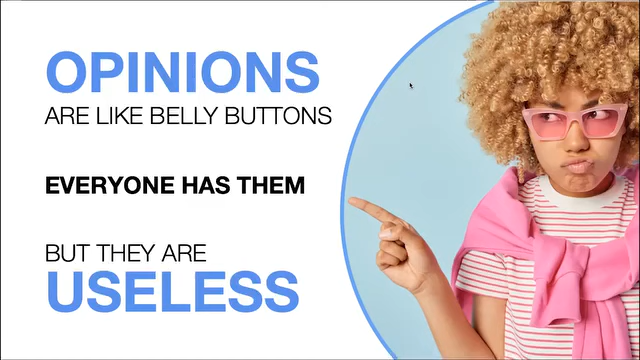 OPINIONS
ARE LIKE BELLY BUTTONS
EVERYONE HAS THEM
BUT THEY ARE
USELESS